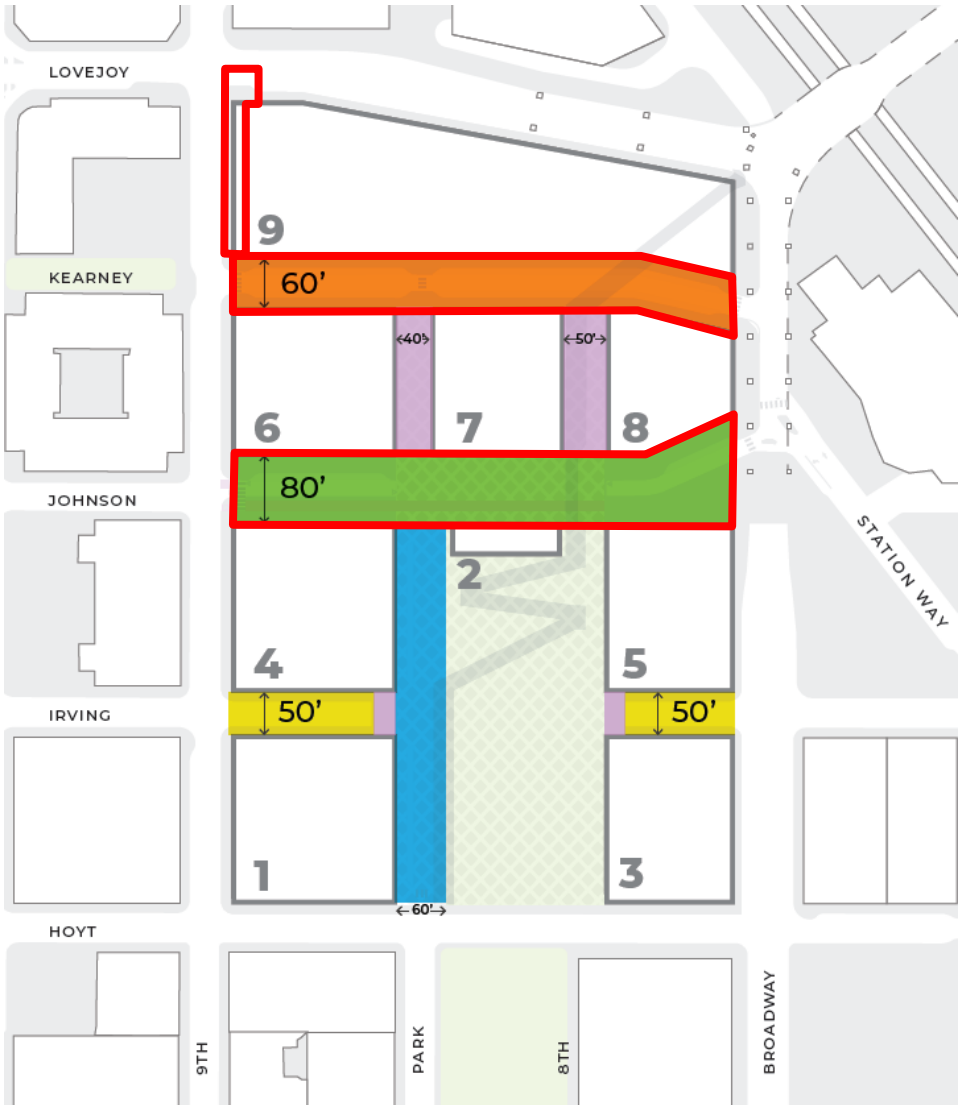 LOVEJOY
9
KEARNEY
60’
40'
50'
6
7
8
80’
JOHNSON
2
STATION WAY
4
5
IRVING
50’
50’
1
3
60'
HOYT
9TH
PARK
8TH
BROADWAY